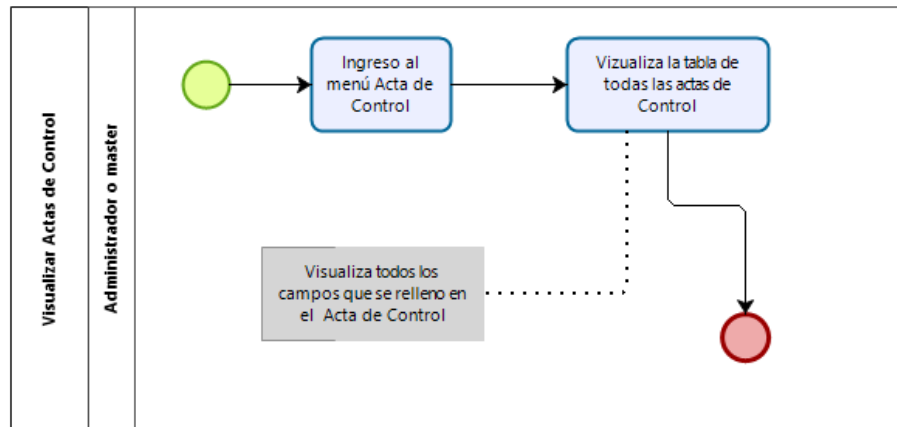 Visualizar Actas de Control
Administrador o master
Ingreso al
menú Acta de
Control
Vizualiza la tabla de
todas las actas de
Control
Visualiza todos los
campos que se relleno en
el Acta de Control